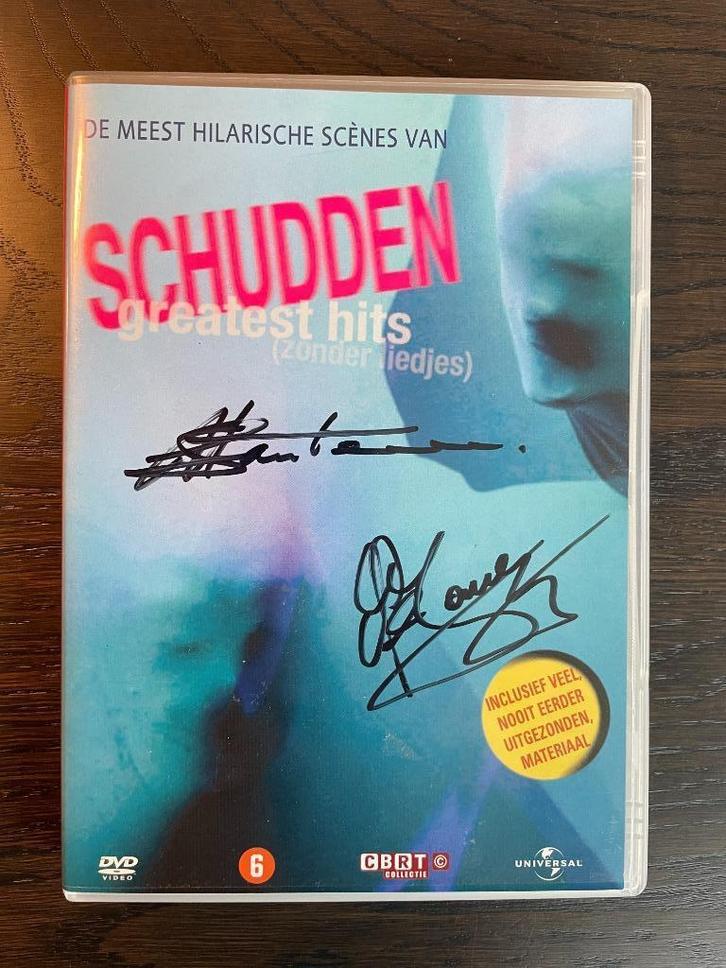 DE MEEST HILARISCHE SCÈNES VAN
SCHUDDEN
greatest hits
(zonder liedjes)
INCLUSIEF VEEL,
NOOIT EERDER
UITGEZONDEN,
MATERIAAL
DVD
VIDEO
6
CBRT ©
COLLECTIE
UNIVERSAL